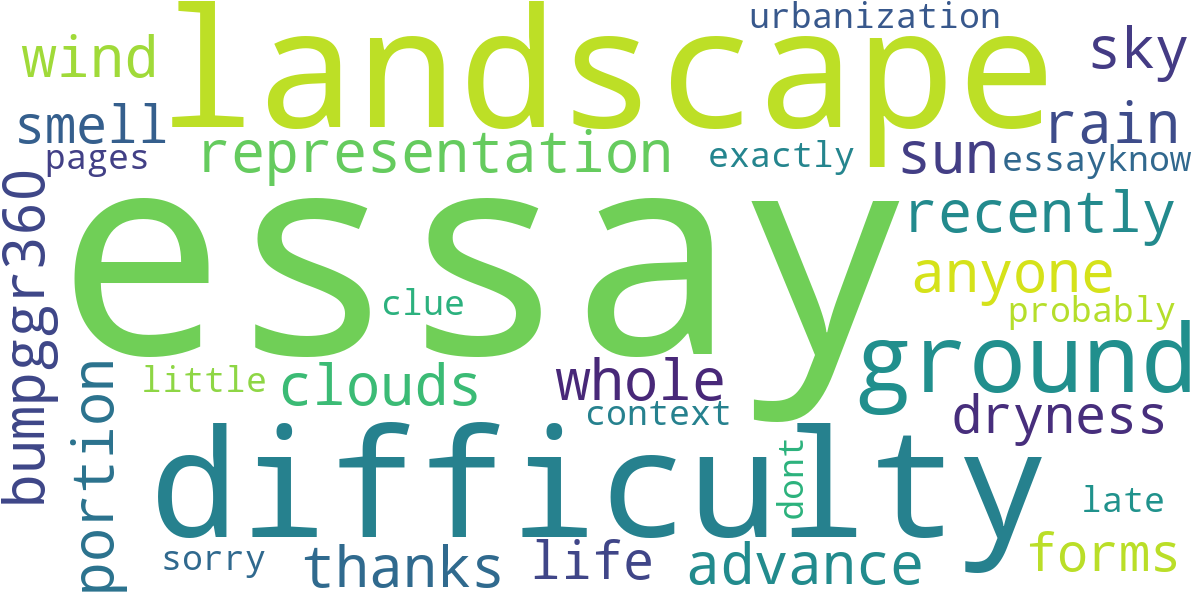 urbanization
landscape
wind
sky
smell
rain
pages
representation
exactly
sun
essayknow
essay
recently
bumpggr360
anyone
clue
probably
ground
little
clouds
whole
portion
context
dryness
difficulty
dont
late
sorry
thanks
life
advance
forms